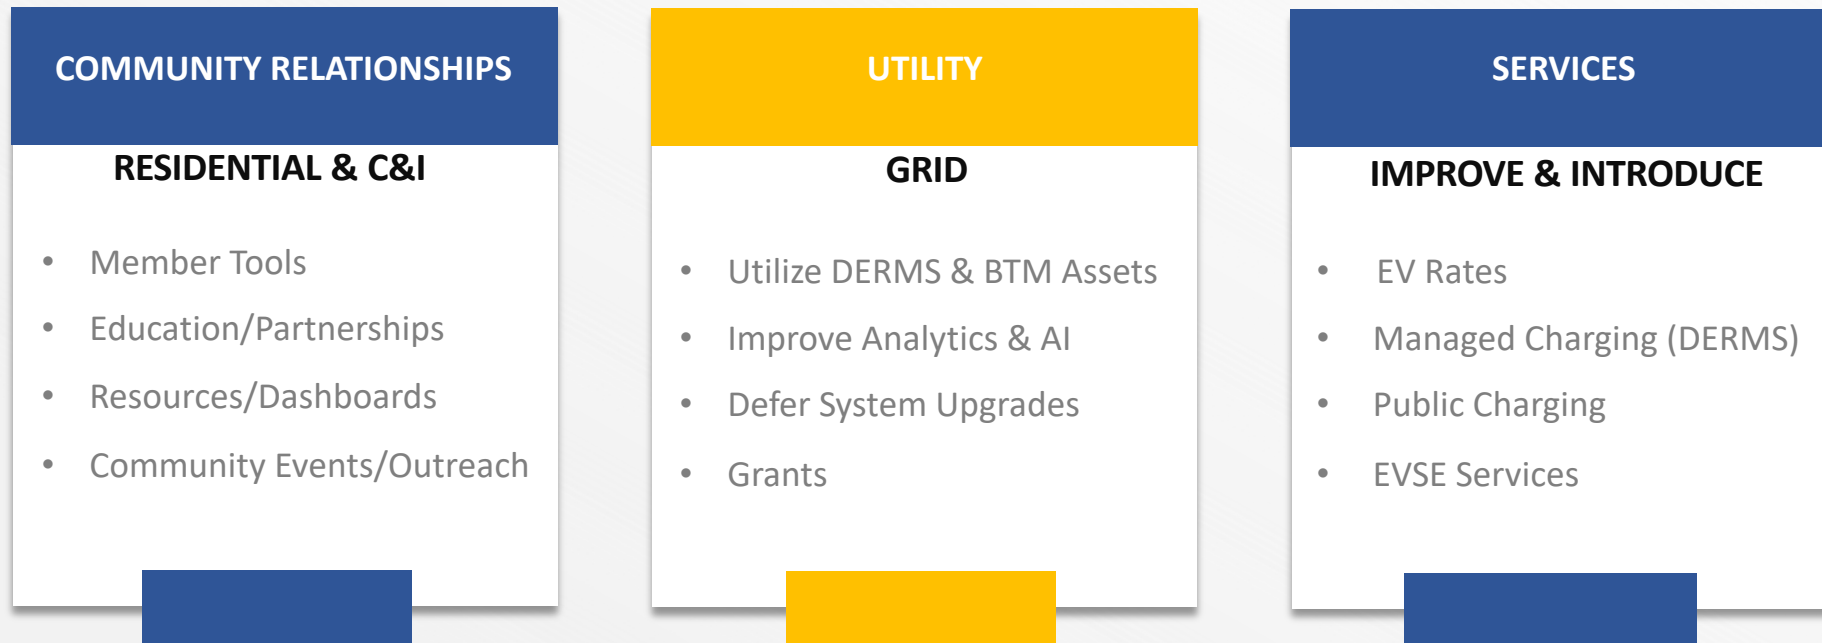 COMMUNITY RELATIONSHIPS
RESIDENTIAL & C&I
• Member Tools
• Education/Partnerships
• Resources/Dashboards
• Community Events/Outreach
UTILITY
GRID
• Utilize DERMS & BTM Assets
• Improve Analytics & AI
• Defer System Upgrades
• Grants
SERVICES
IMPROVE & INTRODUCE
• EV Rates
• Managed Charging (DERMS)
• Public Charging
• EVSE Services